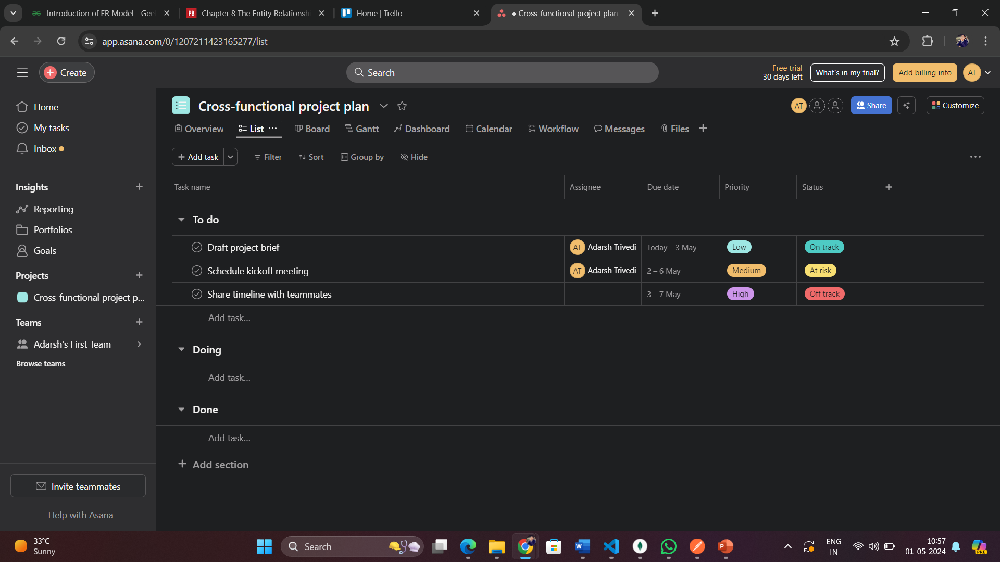 Introduction of ER Model - Gee
Chapter 8 The Entity Relationsh
Home | Trello
• Cross-functional project plan
app.asana.com/0/1207211423165277/list
Create
Search
Free trial
30 days left
What's in my trial?
Add billing info
AT
Home
My tasks
Inbox
Insights
Reporting
Portfolios
Goals
Projects
Cross-functional project p...
Teams
Adarsh's First Team
Browse teams
Invite teammates
Help with Asana
Cross-functional project plan
AT
Share
Customize
Overview
List
Board
Gantt
Dashboard
Calendar
Workflow
Messages
Files
Add task
Filter
Sort
Group by
Hide
Task name Assignee Due date Priority Status
To do
Draft project brief AT Adarsh Trivedi Today – 3 May Low On track
Schedule kickoff meeting AT Adarsh Trivedi 2 – 6 May Medium At risk
Share timeline with teammates 3 – 7 May High Off track
Add task...
Doing
Add task...
Done
Add task...
Add section
33°C
Sunny
Search
ENG
IN
10:57
01-05-2024
PRE